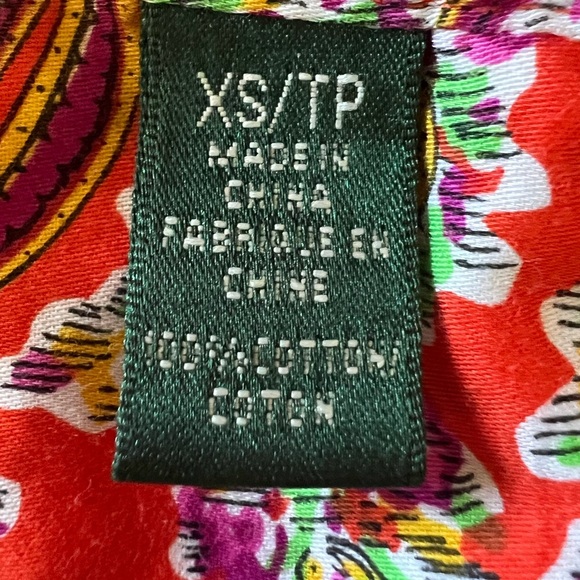 XS/TP
MADE IN
CHINA
FABRIQUE EN
CHINE
100% COTTON/
COTON